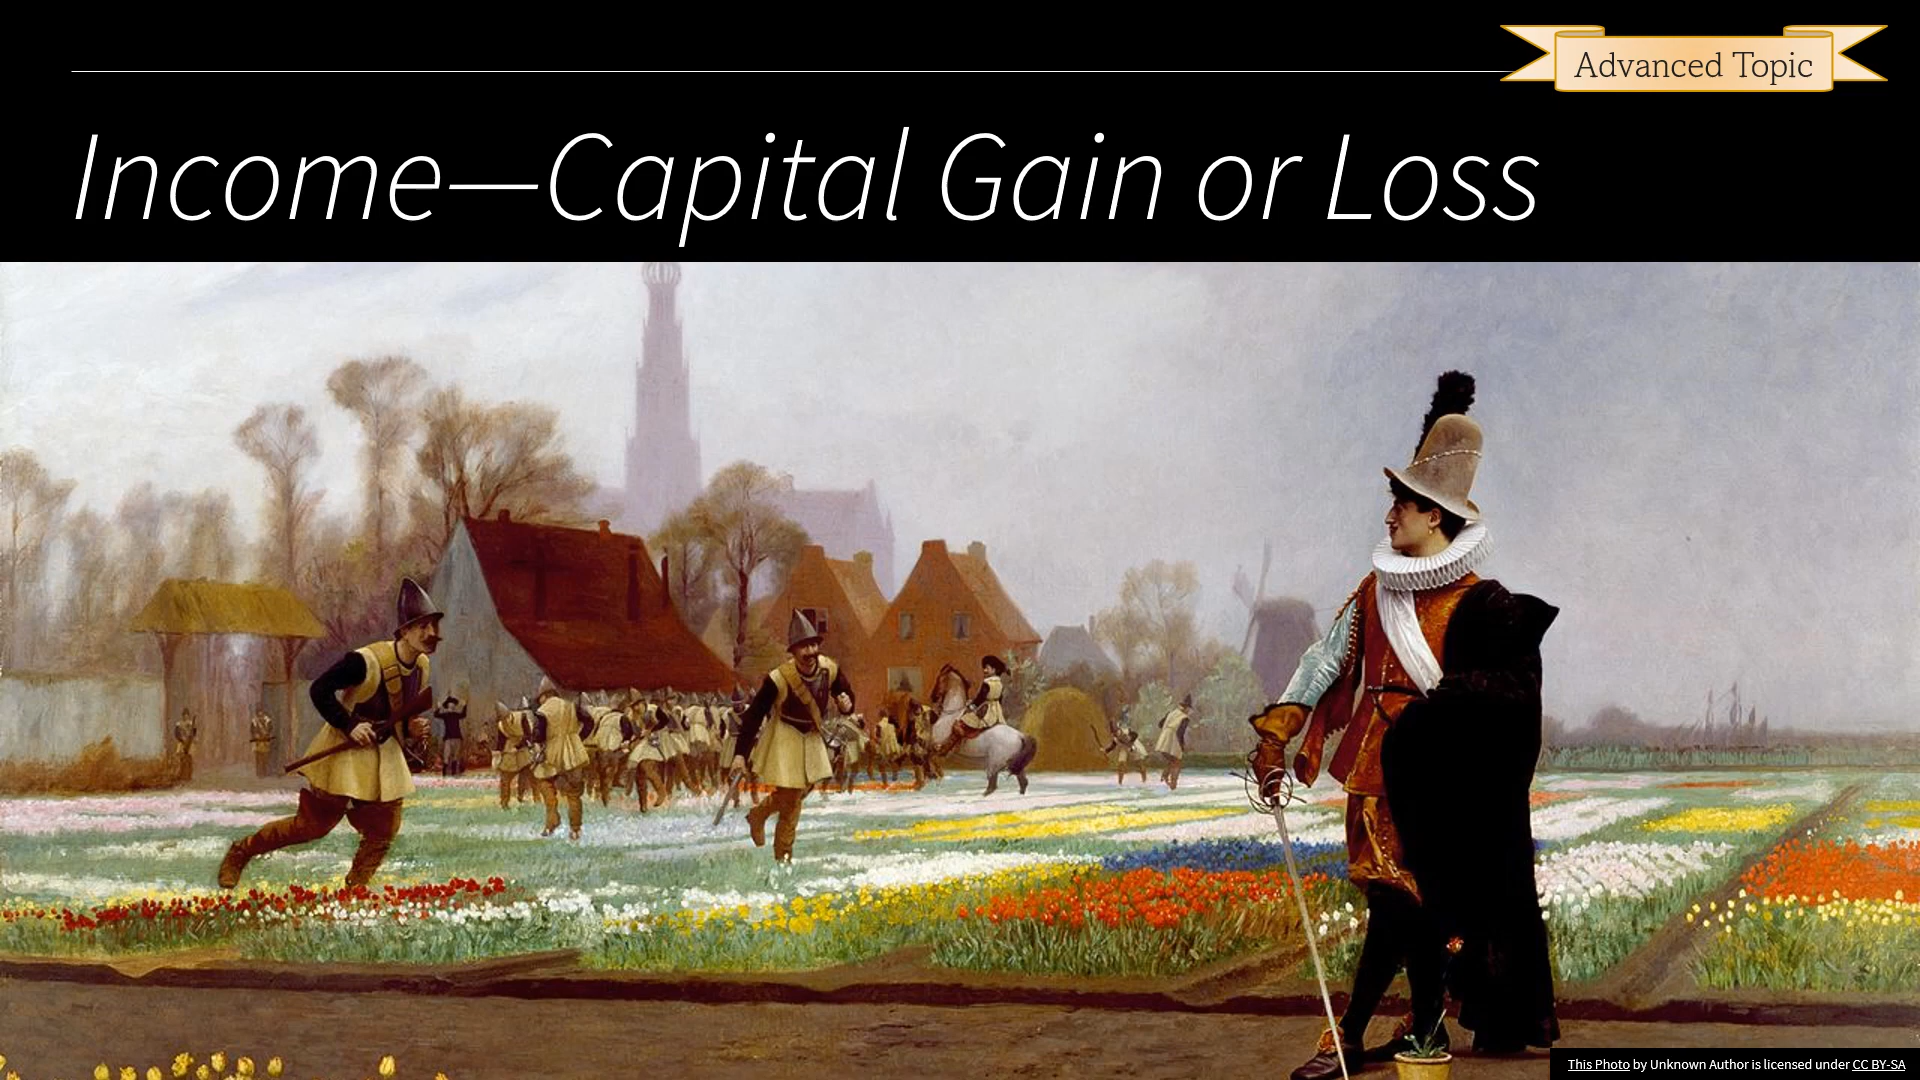 Advanced Topic
Income—Capital Gain or Loss
This Photo by Unknown Author is licensed under CC BY-SA